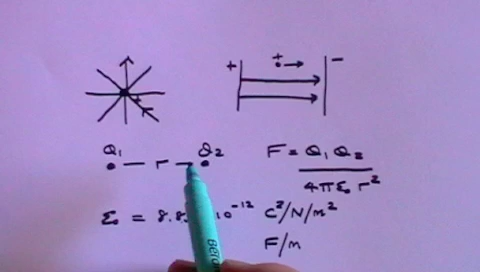 + + −
Q₁ — r — Q₂ F = Q₁ Q₂ / 4πε₀ r²
ε₀ = 8.8 10⁻¹² C²/N/m²
F/m
Berol